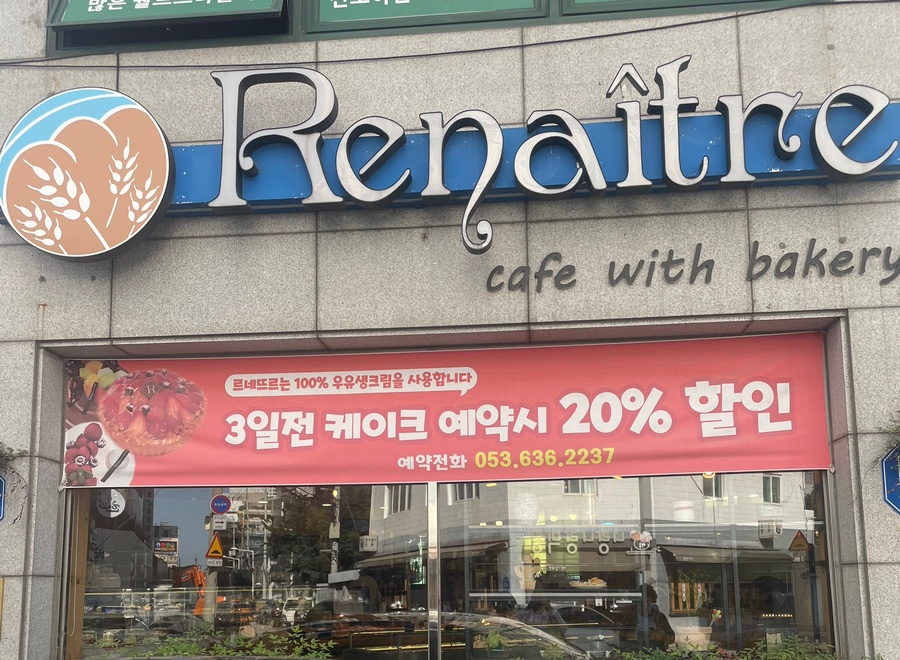 많은
Renaître
cafe with bakery
르네뜨르는 100% 우유생크림을 사용합니다
3일전 케이크 예약시 20% 할인
예약전화 053.636.2237